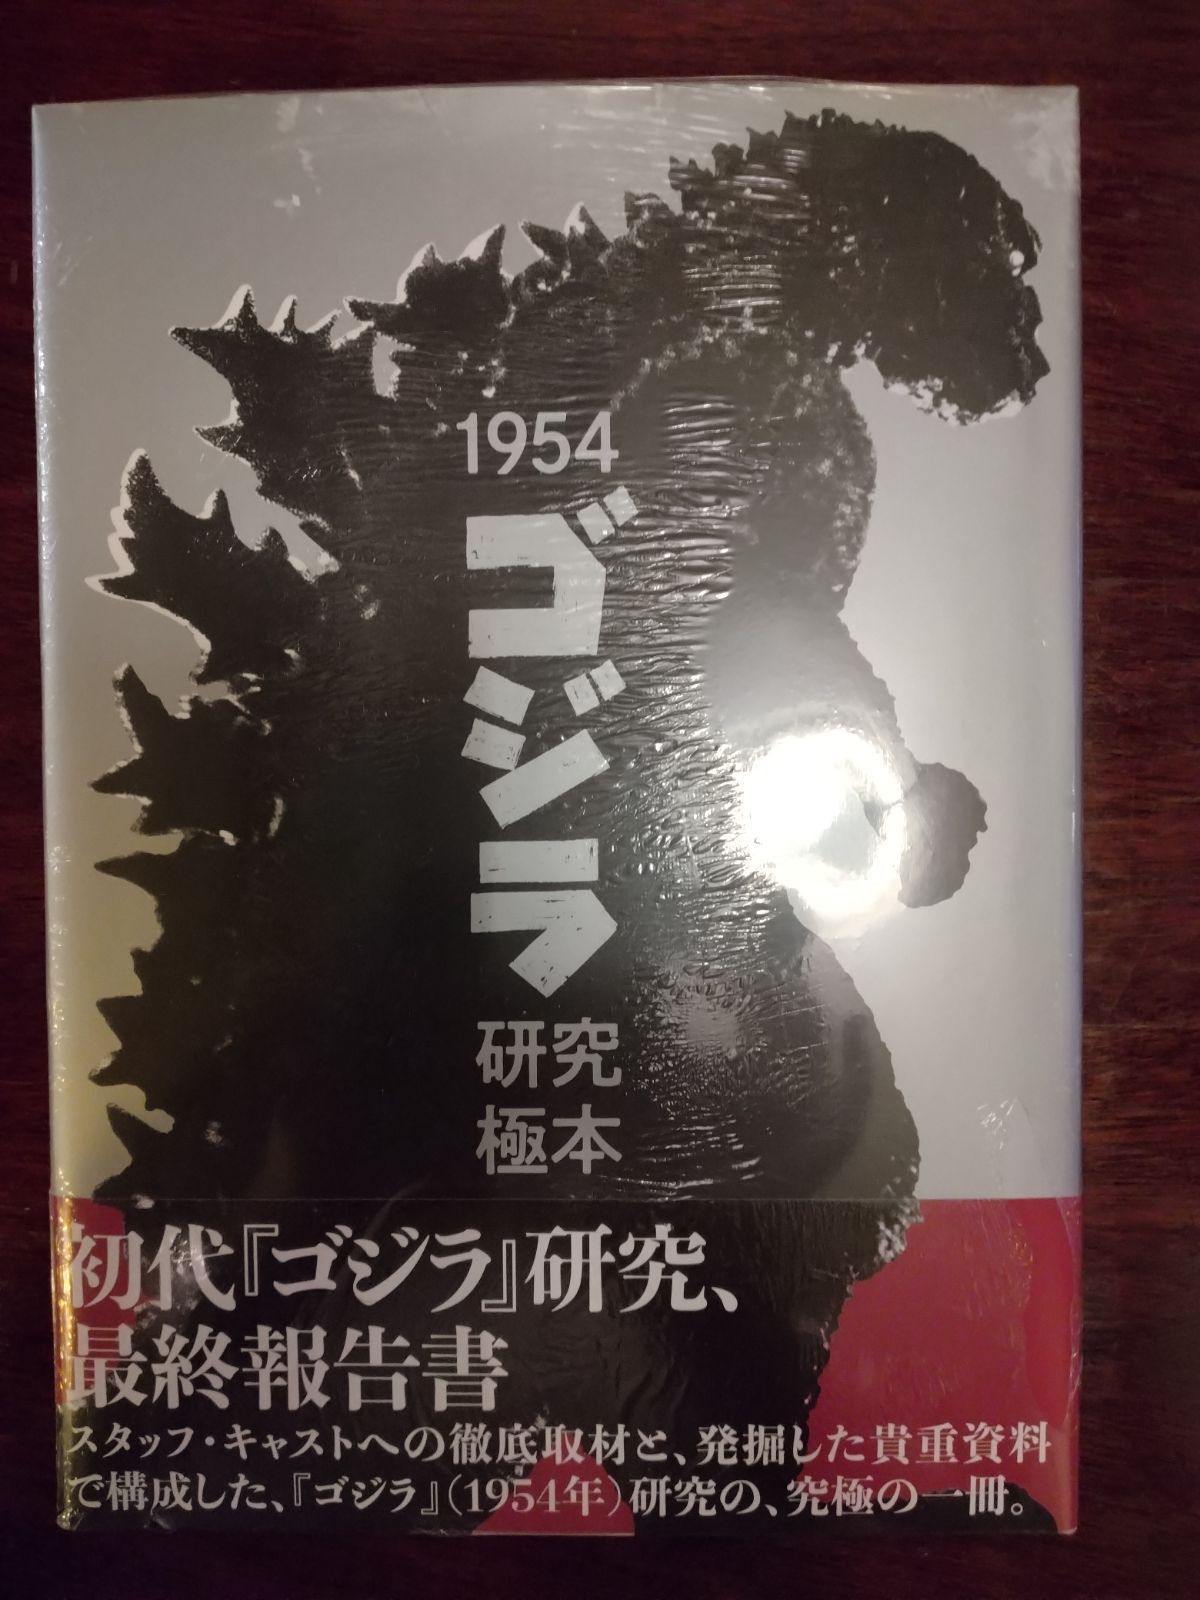 1954
ゴジラ
研究
極本
初代『ゴジラ』研究、
最終報告書
スタッフ・キャストへの徹底取材と、発掘した貴重資料
で構成した、『ゴジラ』（1954年）研究の、究極の一冊。